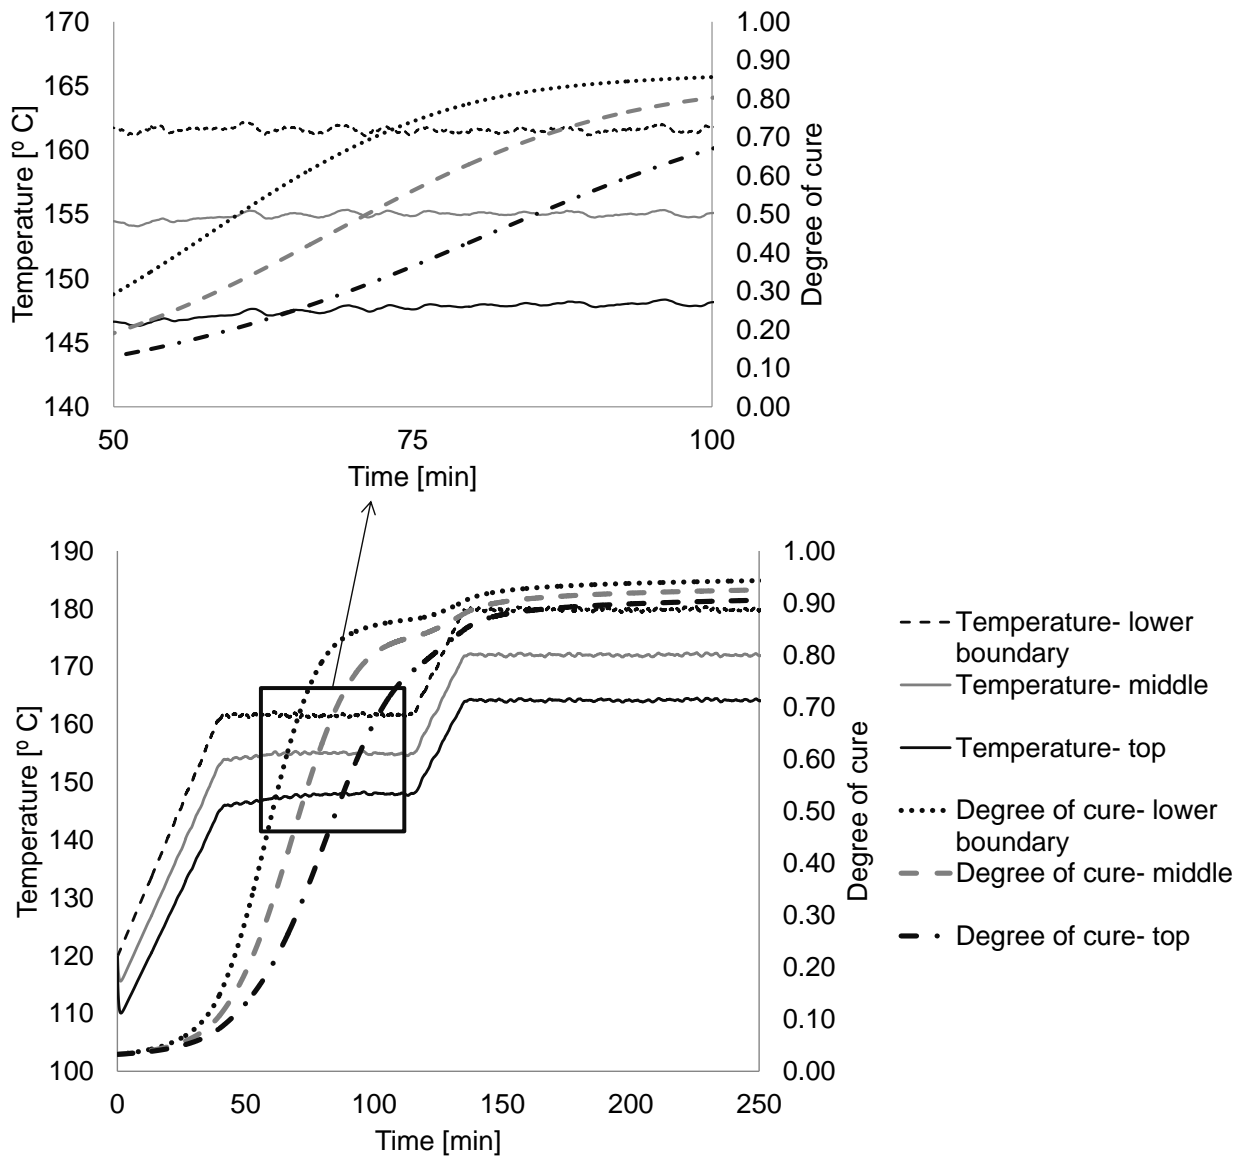 170
165
160
155
150
145
140
Temperature [º C]
1.00
0.90
0.80
0.70
0.60
0.50
0.40
0.30
0.20
0.10
0.00
Degree of cure
50 75 100
Time [min]
190
180
170
160
150
140
130
120
110
100
Temperature [º C]
1.00
0.90
0.80
0.70
0.60
0.50
0.40
0.30
0.20
0.10
0.00
Degree of cure
0 50 100 150 200 250
Time [min]
Temperature- lower
boundary
Temperature- middle
Temperature- top
Degree of cure- lower
boundary
Degree of cure- middle
Degree of cure- top